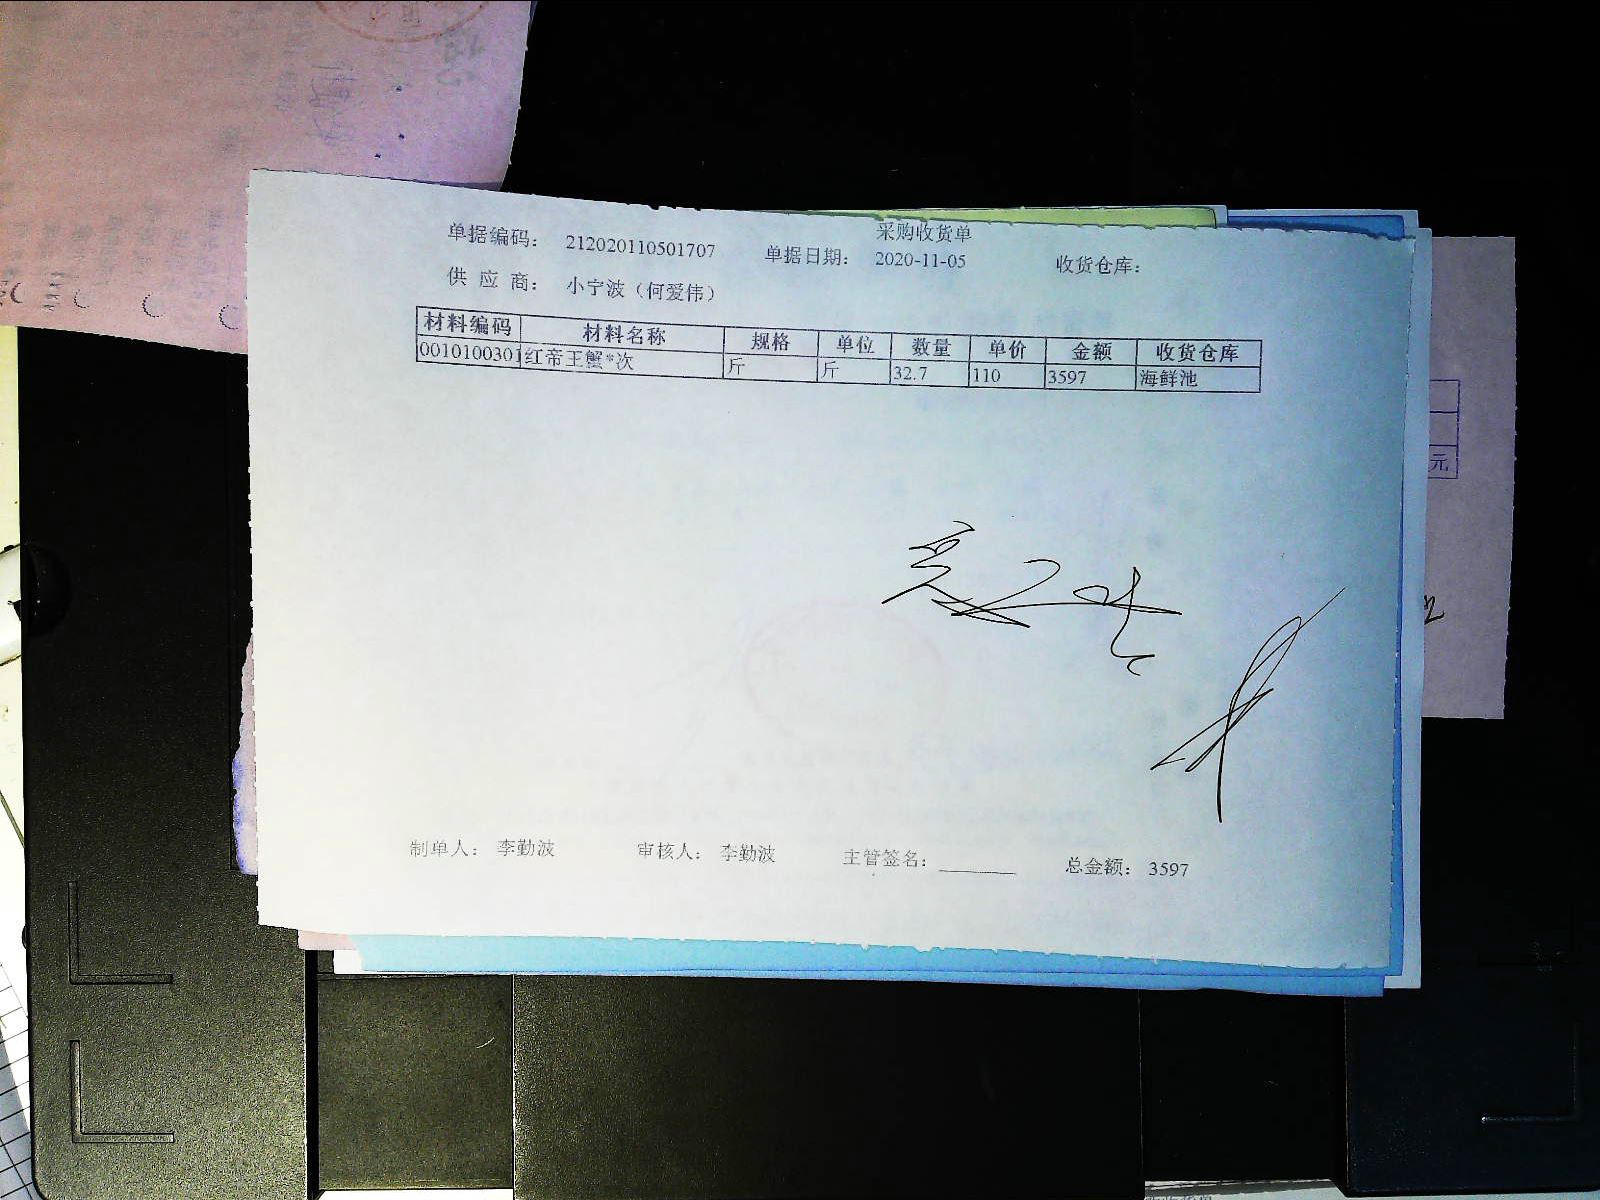 采购收货单
单据编码： 212020110501707 单据日期： 2020-11-05 收货仓库：
供 应 商： 小宁波（何爱伟）
材料编码 材料名称 规格 单位 数量 单价 金额 收货仓库
0010100301 红帝王蟹*次 斤 斤 32.7 110 3597 海鲜池
元
制单人： 李勤波 审核人： 李勤波 主管签名： 总金额： 3597